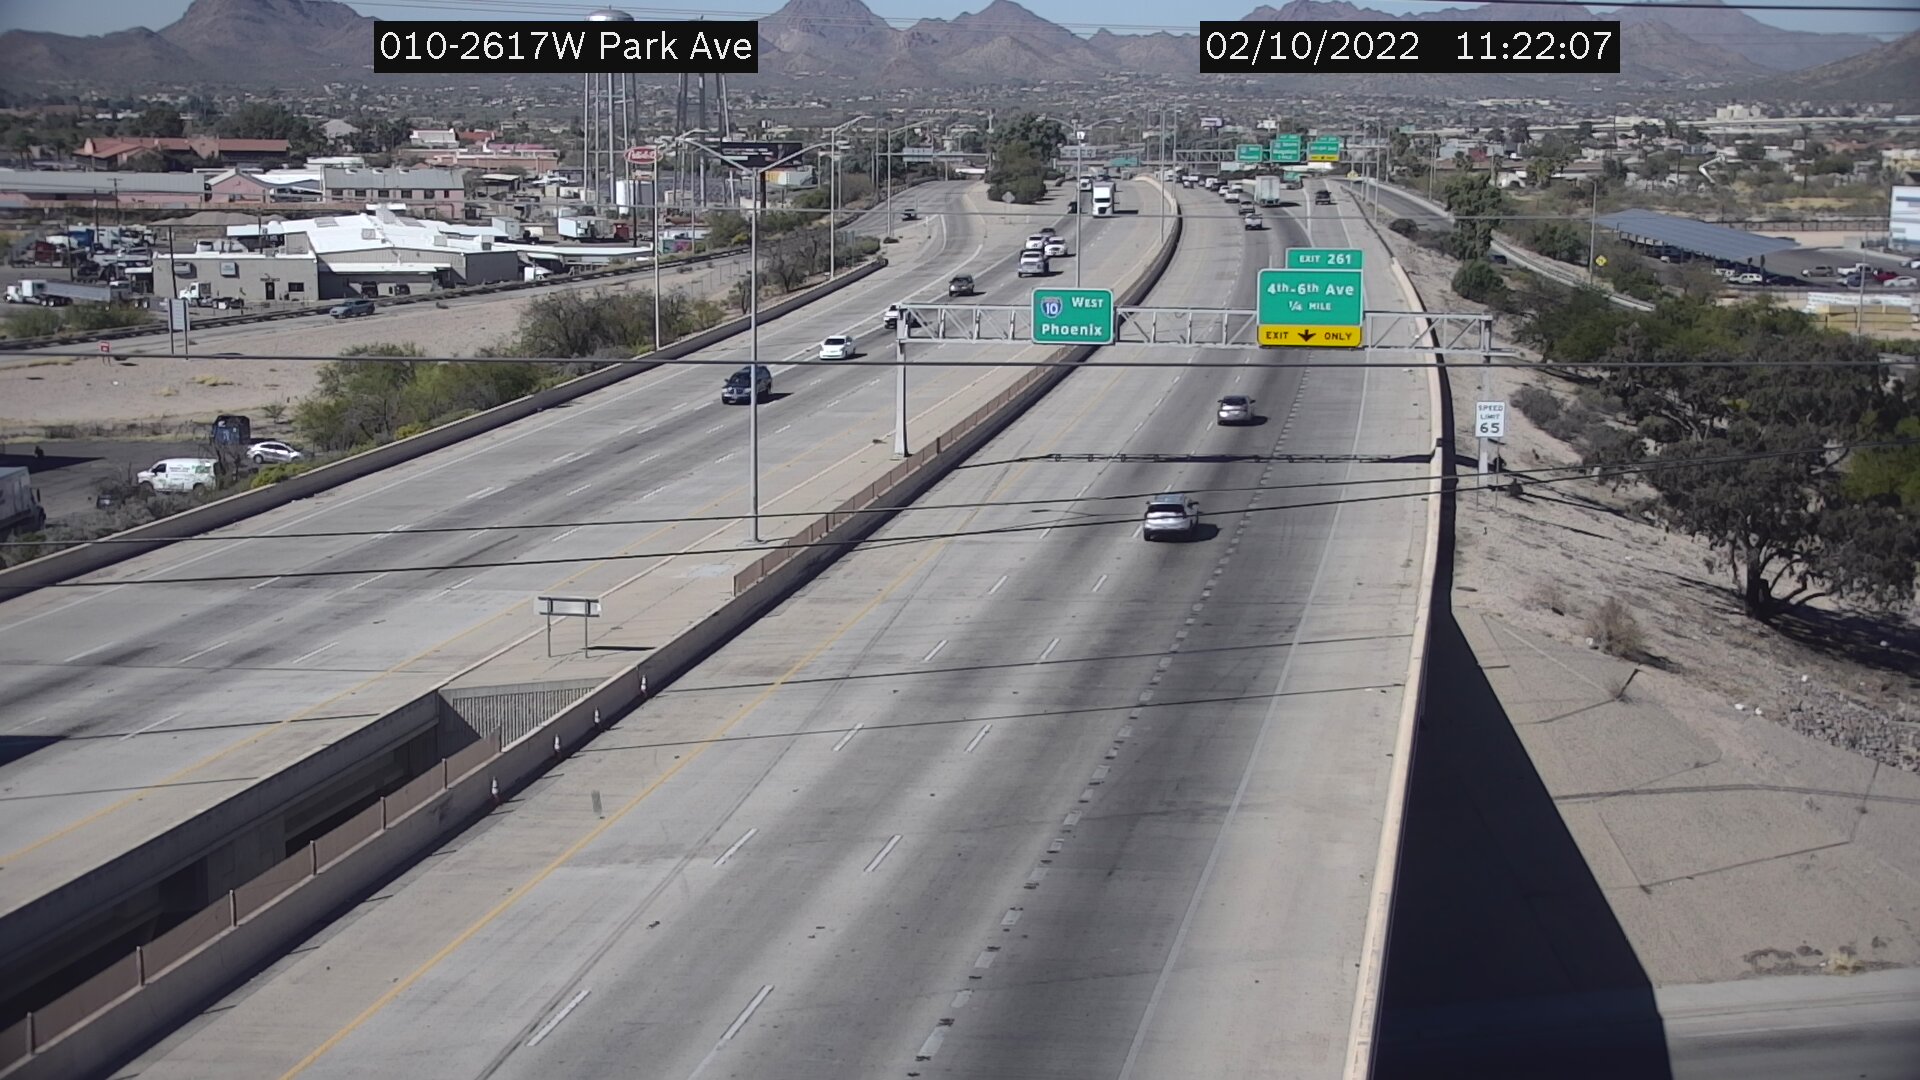 010-2617W Park Ave
02/10/2022 11:22:07
EXIT 261
4th-6th Ave
1/4 MILE
EXIT ONLY
10 WEST
Phoenix
SPEED
LIMIT
65